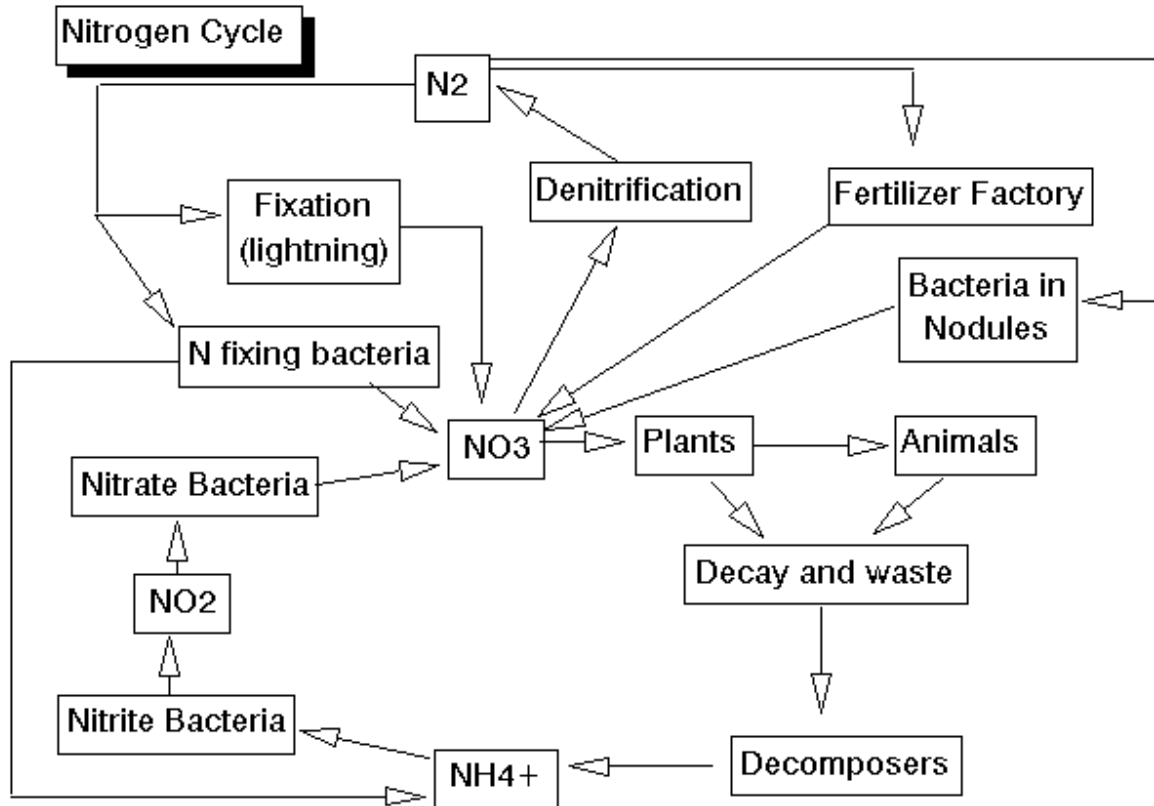 Nitrogen Cycle
N2
Denitrification
Fertilizer Factory
Fixation
(lightning)
Bacteria in
Nodules
N fixing bacteria
NO3
Plants
Animals
Nitrate Bacteria
Decay and waste
NO2
Nitrite Bacteria
Decomposers
NH4+